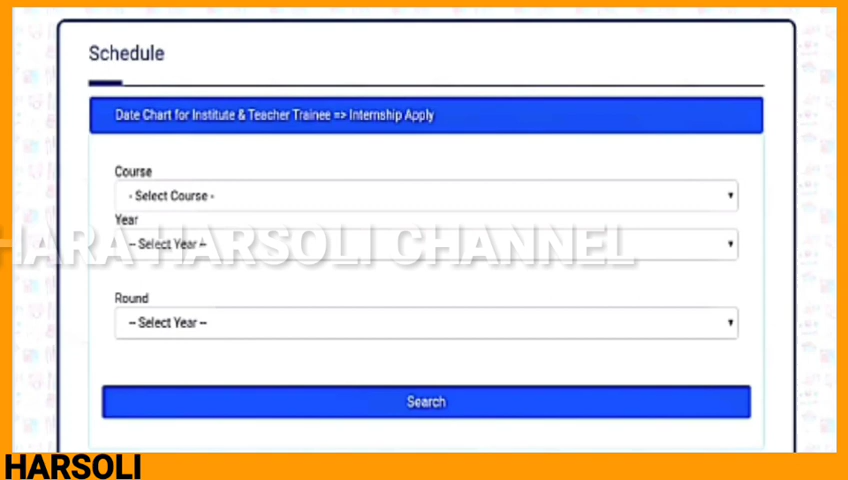 Schedule
Date Chart for Institute & Teacher Trainee => Internship Apply
Course
- Select Course -
Year
HARA HARSOLI CHANNEL
-- Select Year --
Round
-- Select Year --
Search
HARSOLI